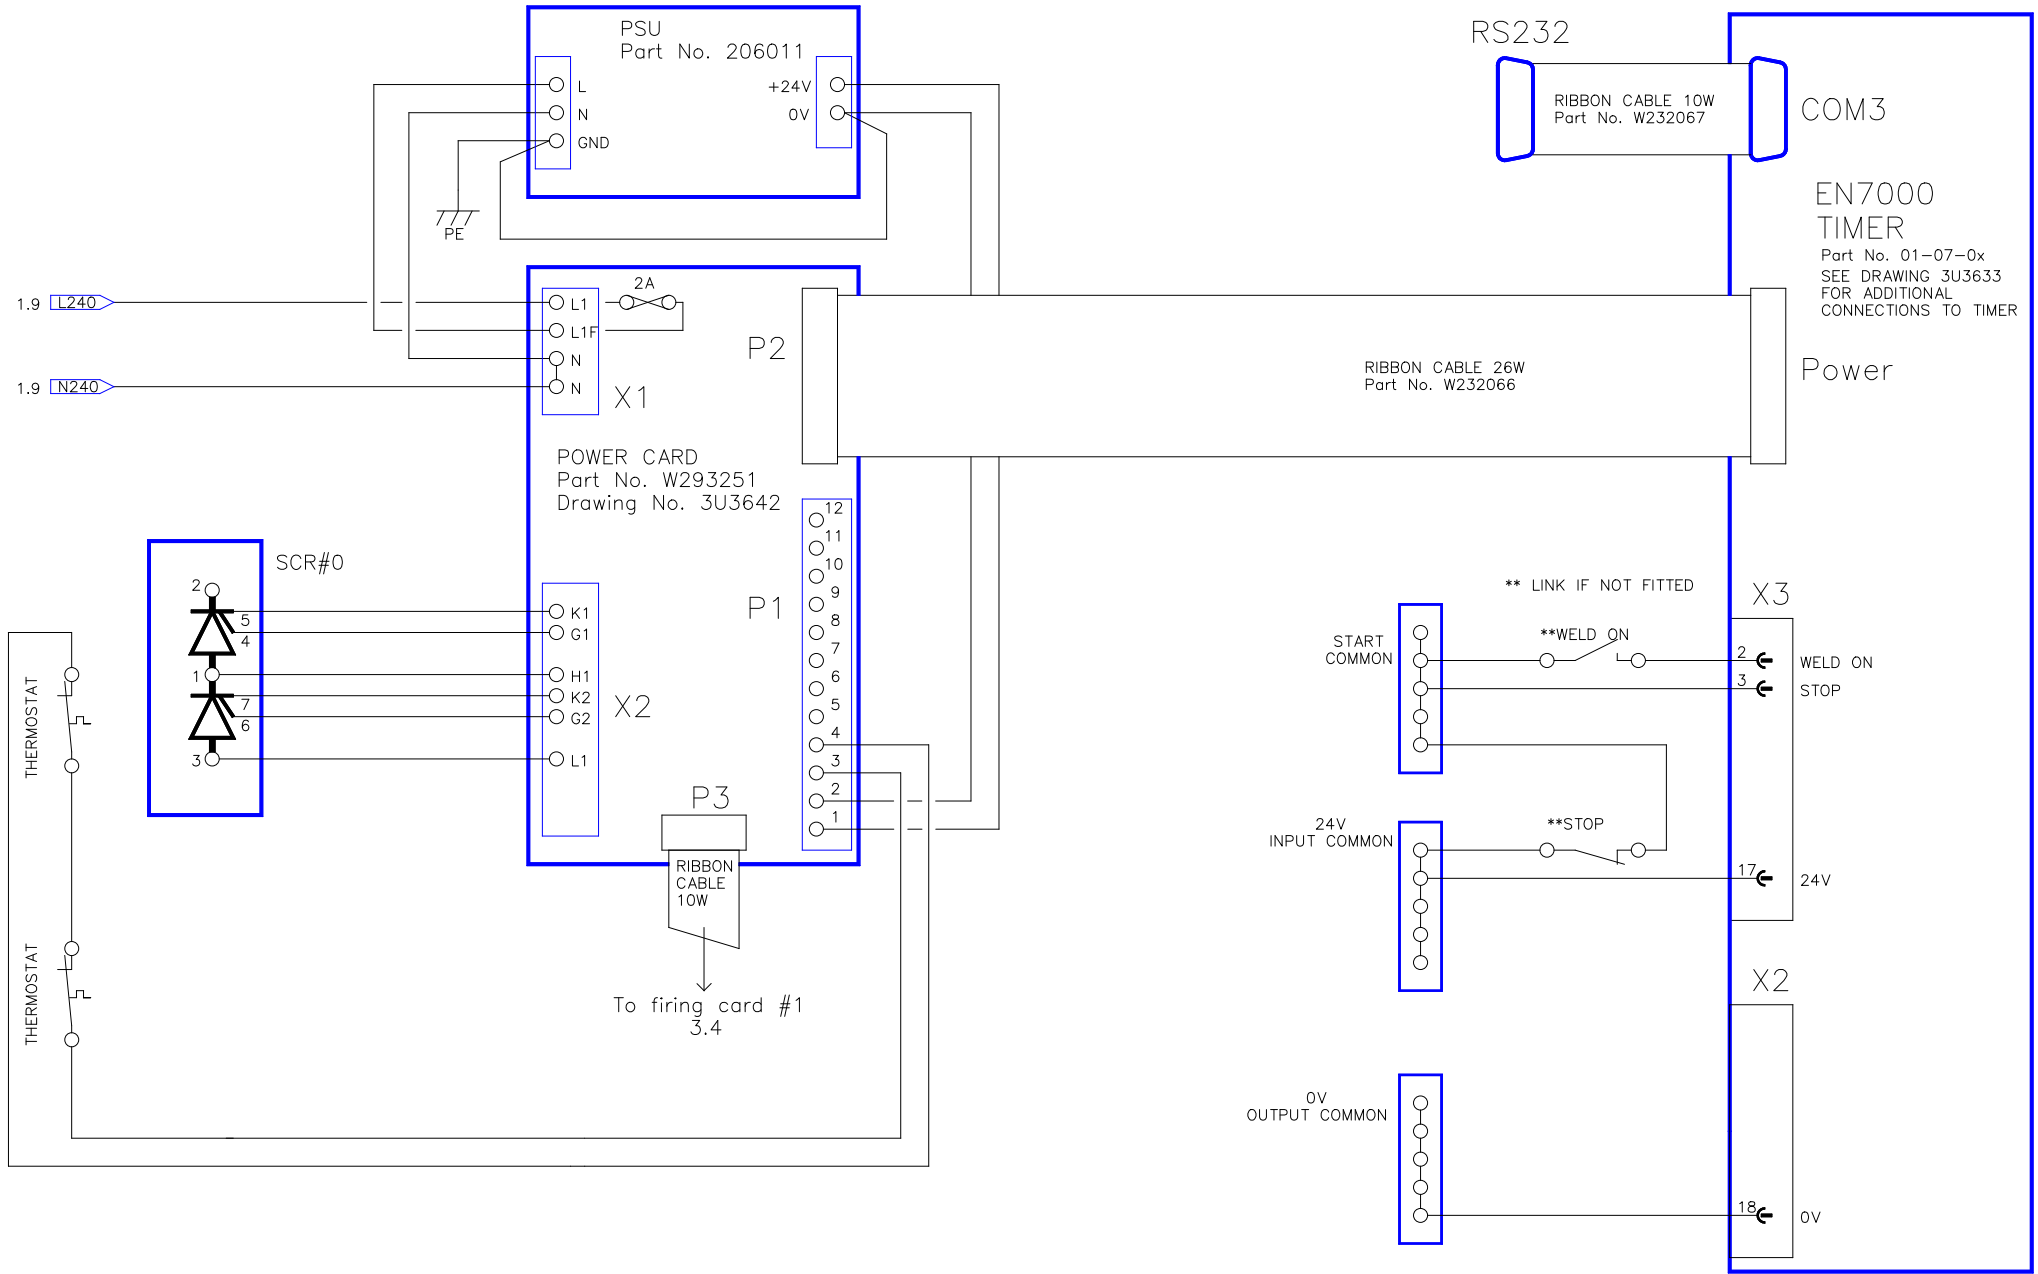 PSU
Part No. 206011
L
N
GND
+24V
0V
PE
RS232
RIBBON CABLE 10W
Part No. W232067
COM3
EN7000
TIMER
Part No. 01-07-0x
SEE DRAWING 3U3633
FOR ADDITIONAL
CONNECTIONS TO TIMER
1.9 L240
1.9 N240
L1
L1F
N
N
2A
X1
P2
RIBBON CABLE 26W
Part No. W232066
Power
POWER CARD
Part No. W293251
Drawing No. 3U3642
SCR#0
2
5
4
1
7
6
3
K1
G1
H1
K2
G2
L1
X2
P1
12
11
10
9
8
7
6
5
4
3
2
1
P3
RIBBON
CABLE
10W
To firing card #1
3.4
THERMOSTAT
THERMOSTAT
** LINK IF NOT FITTED
START
COMMON
**WELD ON
X3
2
WELD ON
3
STOP
24V
INPUT COMMON
**STOP
17
24V
X2
0V
OUTPUT COMMON
18
0V